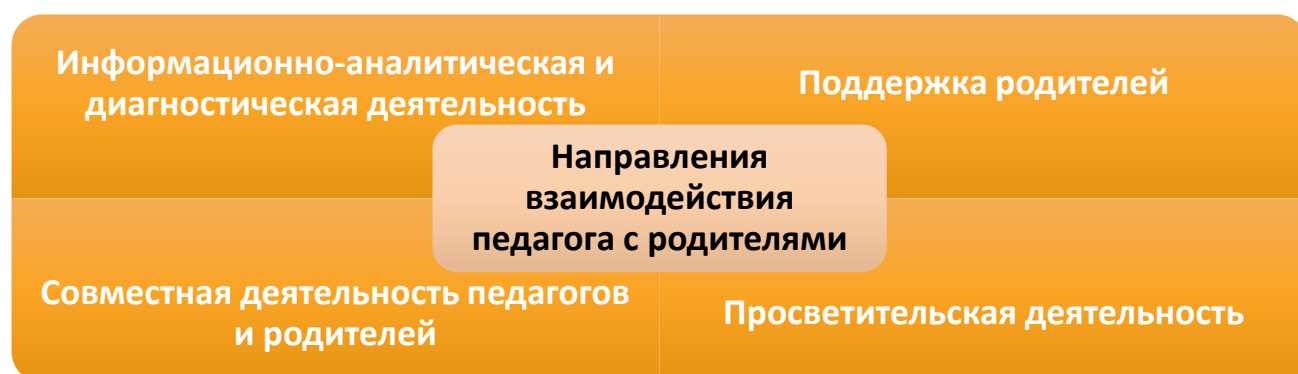 Информационно-аналитическая и
диагностическая деятельность
Поддержка родителей
Направления
взаимодействия
педагога с родителями
Совместная деятельность педагогов
и родителей
Просветительская деятельность